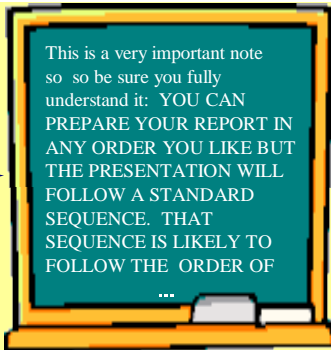 This is a very important note
so  so be sure you fully
understand it:  YOU CAN
PREPARE YOUR REPORT IN
ANY ORDER YOU LIKE BUT
THE PRESENTATION WILL
FOLLOW A STANDARD
SEQUENCE.  THAT
SEQUENCE IS LIKELY TO
FOLLOW THE  ORDER OF
...